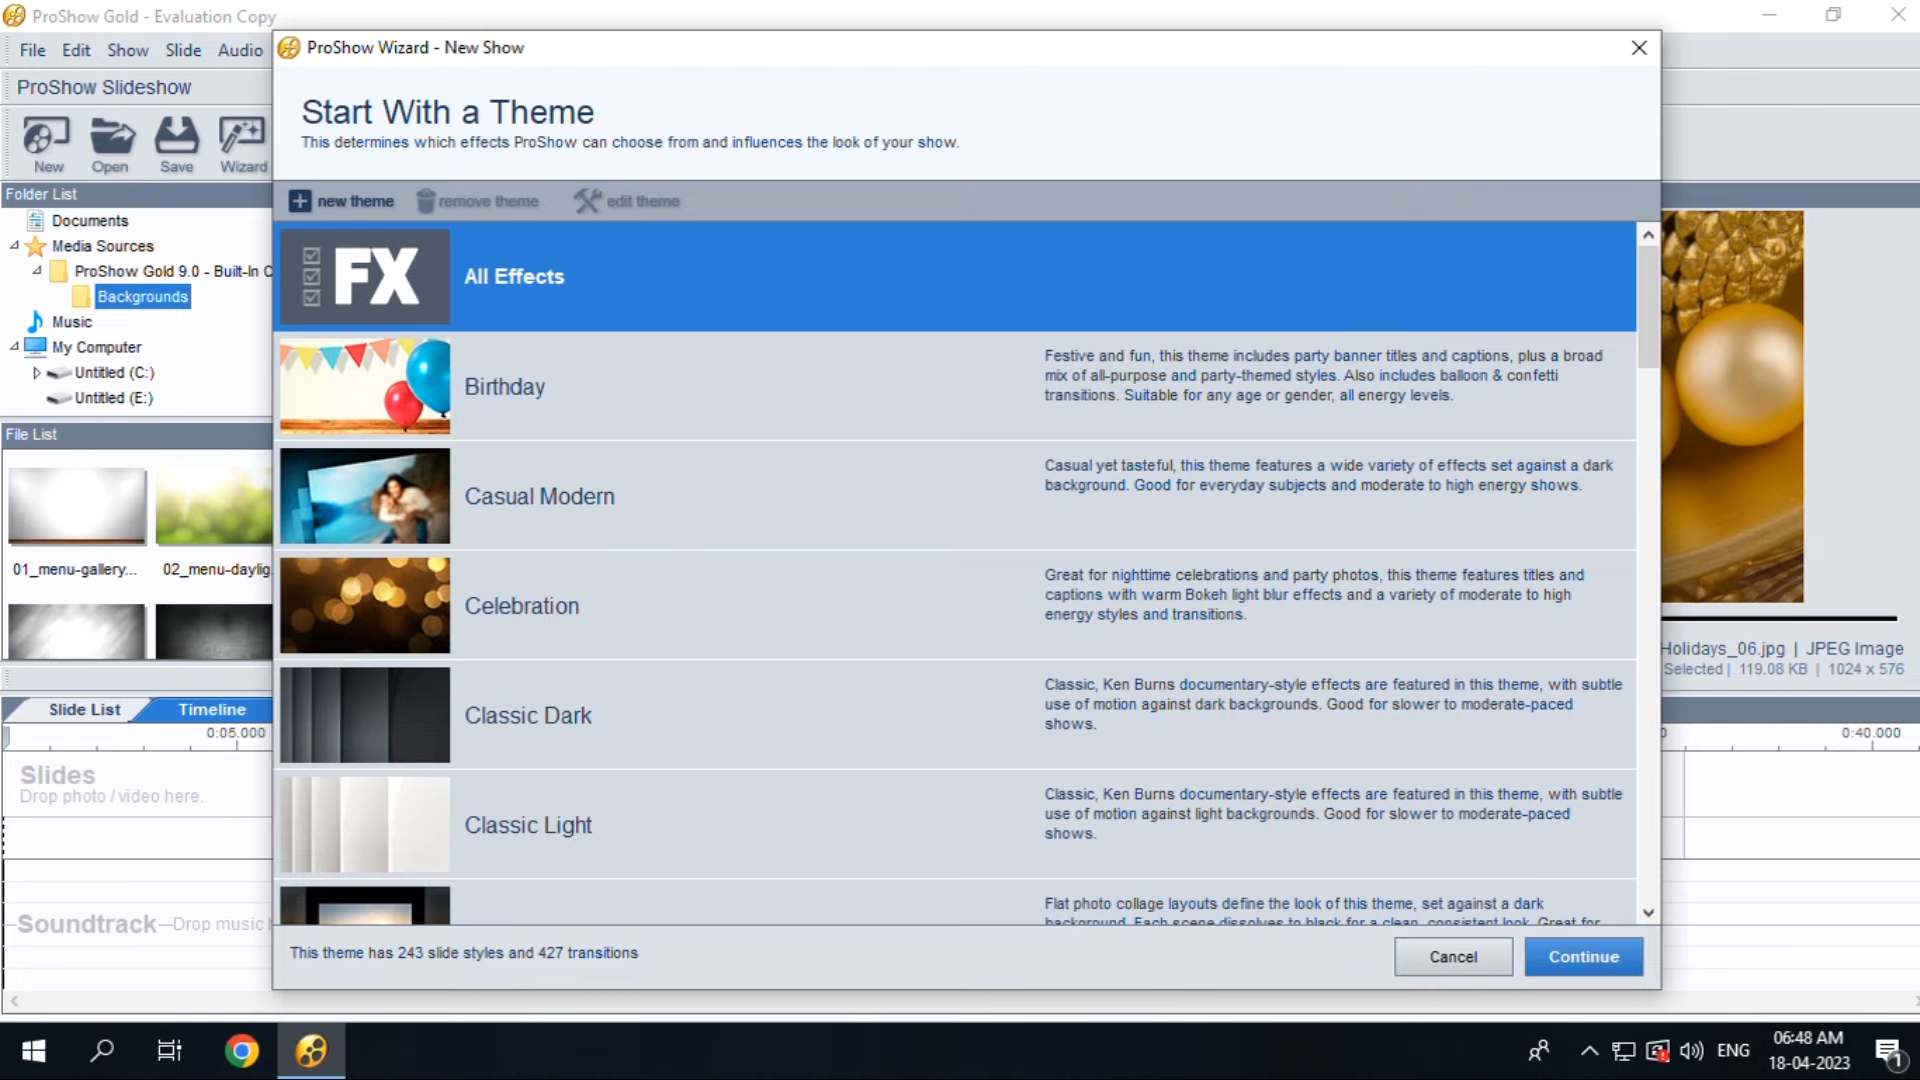 ProShow Gold - Evaluation Copy
File Edit Show Slide Audio
ProShow Slideshow
New Open Save Wizard
Folder List
Documents
Media Sources
ProShow Gold 9.0 - Built-In C
Backgrounds
Music
My Computer
Untitled (C:)
Untitled (E:)
File List
01_menu-gallery...
02_menu-daylig
Slide List Timeline
0:05.000
Slides
Drop photo / video here.
Soundtrack
Drop music
ProShow Wizard - New Show
Start With a Theme
This determines which effects ProShow can choose from and influences the look of your show.
new theme remove theme edit theme
FX
All Effects
Birthday
Festive and fun, this theme includes party banner titles and captions, plus a broad
mix of all-purpose and party-themed styles. Also includes balloon & confetti
transitions. Suitable for any age or gender, all energy levels.
Casual Modern
Casual yet tasteful, this theme features a wide variety of effects set against a dark
background. Good for everyday subjects and moderate to high energy shows.
Celebration
Great for nighttime celebrations and party photos, this theme features titles and
captions with warm Bokeh light blur effects and a variety of moderate to high
energy styles and transitions.
Classic Dark
Classic, Ken Burns documentary-style effects are featured in this theme, with subtle
use of motion against dark backgrounds. Good for slower to moderate-paced
shows.
Classic Light
Classic, Ken Burns documentary-style effects are featured in this theme, with subtle
use of motion against light backgrounds. Good for slower to moderate-paced
shows.
Flat photo collage layouts define the look of this theme, set against a dark
background. Each scene dissolves to black for a clean, consistent look. Great for
This theme has 243 slide styles and 427 transitions
Cancel Continue
Holidays_06.jpg | JPEG Image
Selected | 119.08 KB | 1024 x 576
0:40.000
ENG
06:48 AM
18-04-2023
1